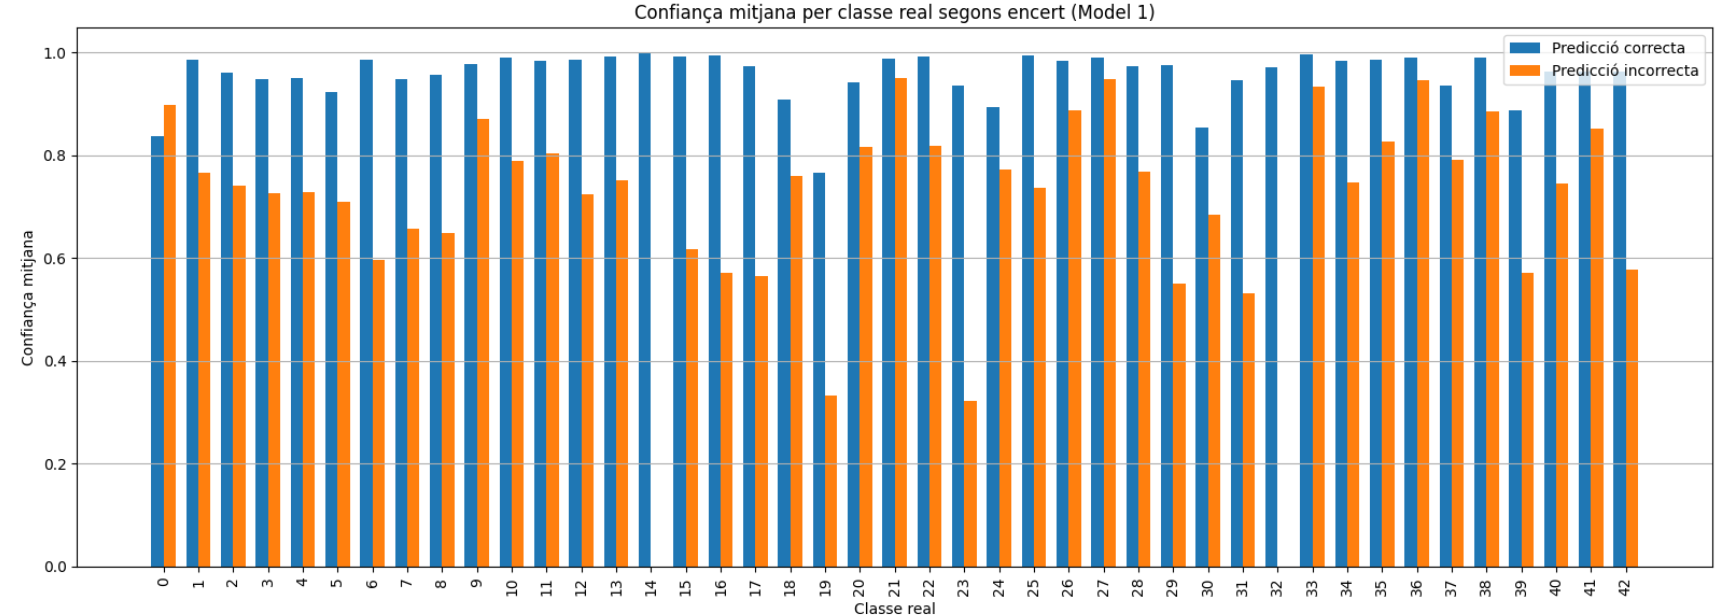 Confiança mitjana per classe real segons encert (Model 1)
Predicció correcta
Predicció incorrecta
Confiança mitjana
1.0
0.8
0.6
0.4
0.2
0.0
0 1 2 3 4 5 6 7 8 9 10 11 12 13 14 15 16 17 18 19 20 21 22 23 24 25 26 27 28 29 30 31 32 33 34 35 36 37 38 39 40 41 42
Classe real